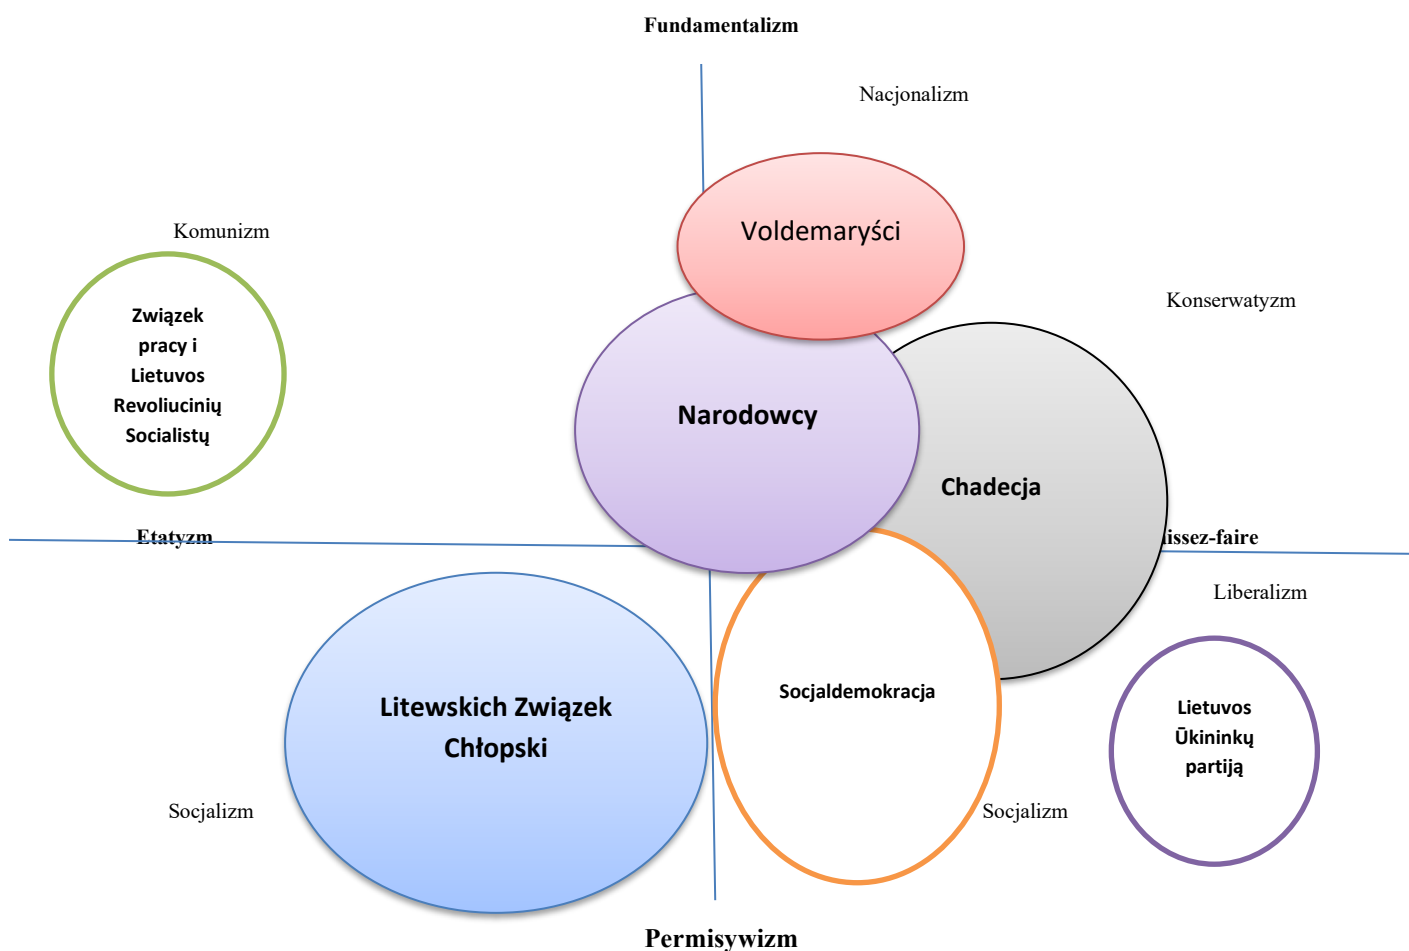 Fundamentalizm
Nacjonalizm
Komunizm
Voldemaryści
Konserwatyzm
Związek
pracy i
Lietuvos
Revoliucinių
Socialistų
Narodowcy
Chadecja
Etatyzm
issez-faire
Liberalizm
Litewskich Związek
Chłopski
Socjaldemokracja
Lietuvos
Ūkininkų
partiją
Socjalizm
Socjalizm
Permisywizm